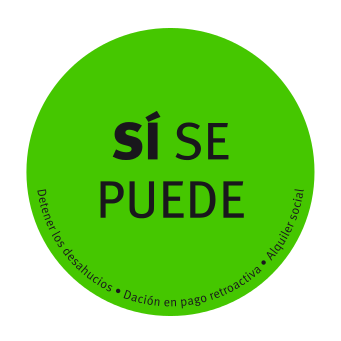 SÍ SE
PUEDE
Detener los desahucios • Dación en pago retroactiva • Alquiler social